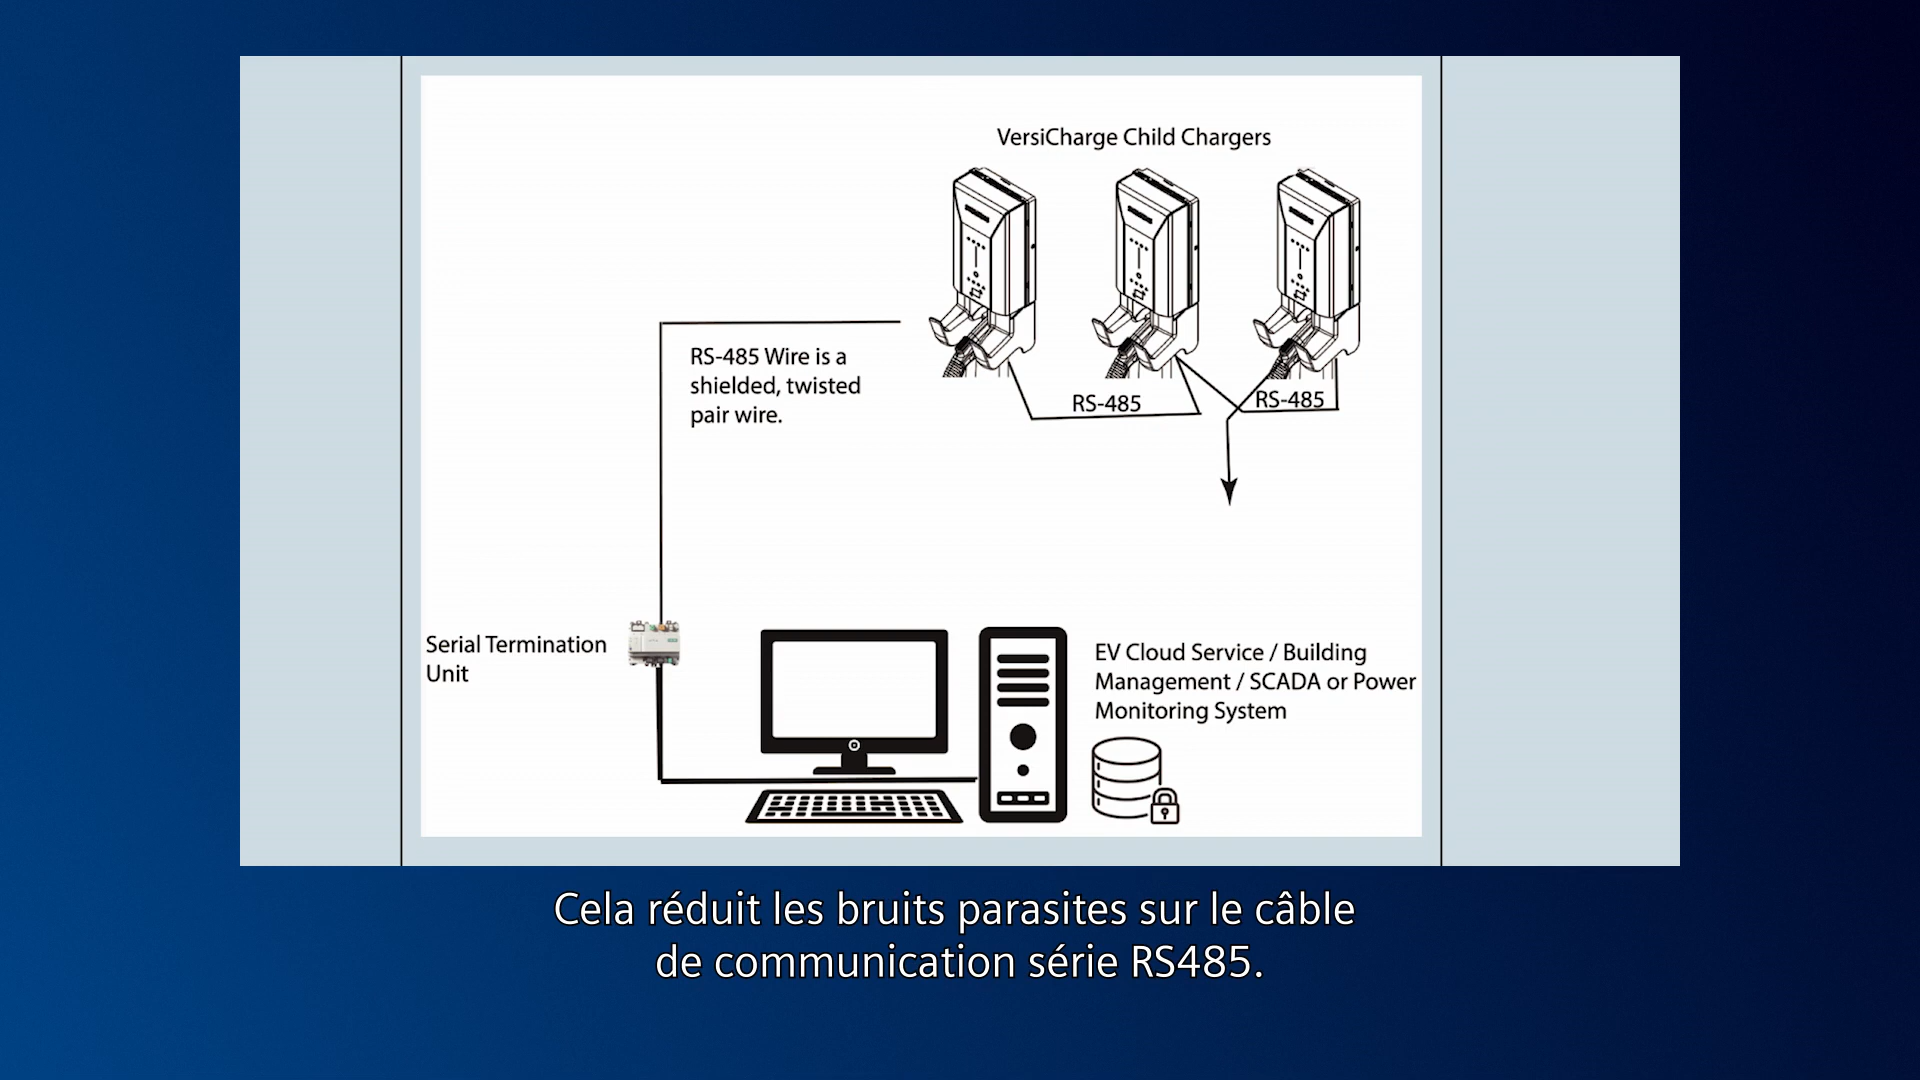 VersiCharge Child Chargers
RS-485 Wire is a
shielded, twisted
pair wire.
RS-485
RS-485
Serial Termination
Unit
EV Cloud Service / Building
Management / SCADA or Power
Monitoring System
Cela réduit les bruits parasites sur le câble
de communication série RS485.